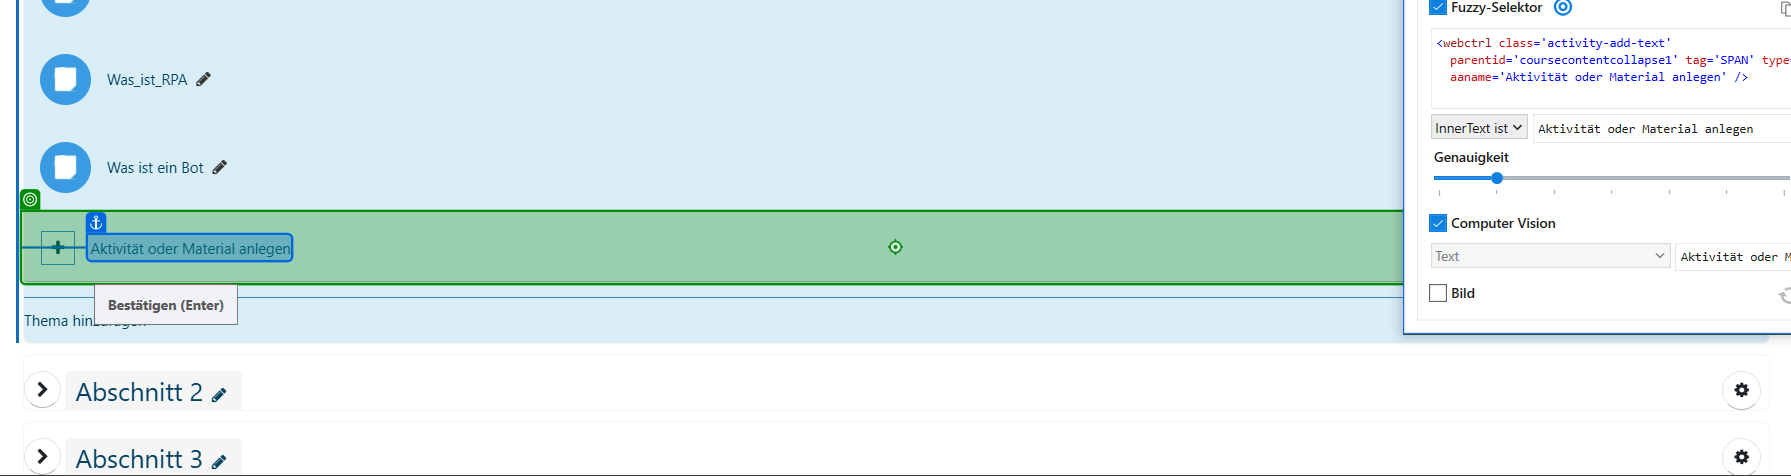 Fuzzy-Selektor
<webctrl class='activity-add-text'
parentid='coursecontentcollapse1' tag='SPAN' type
aaname='Aktivität oder Material anlegen' />
InnerText ist
Aktivität oder Material anlegen
Genauigkeit
Computer Vision
Text
Aktivität oder M
Bild
Was_ist_RPA
Was ist ein Bot
Aktivität oder Material anlegen
Bestätigen (Enter)
Thema hinzufügen
Abschnitt 2
Abschnitt 3